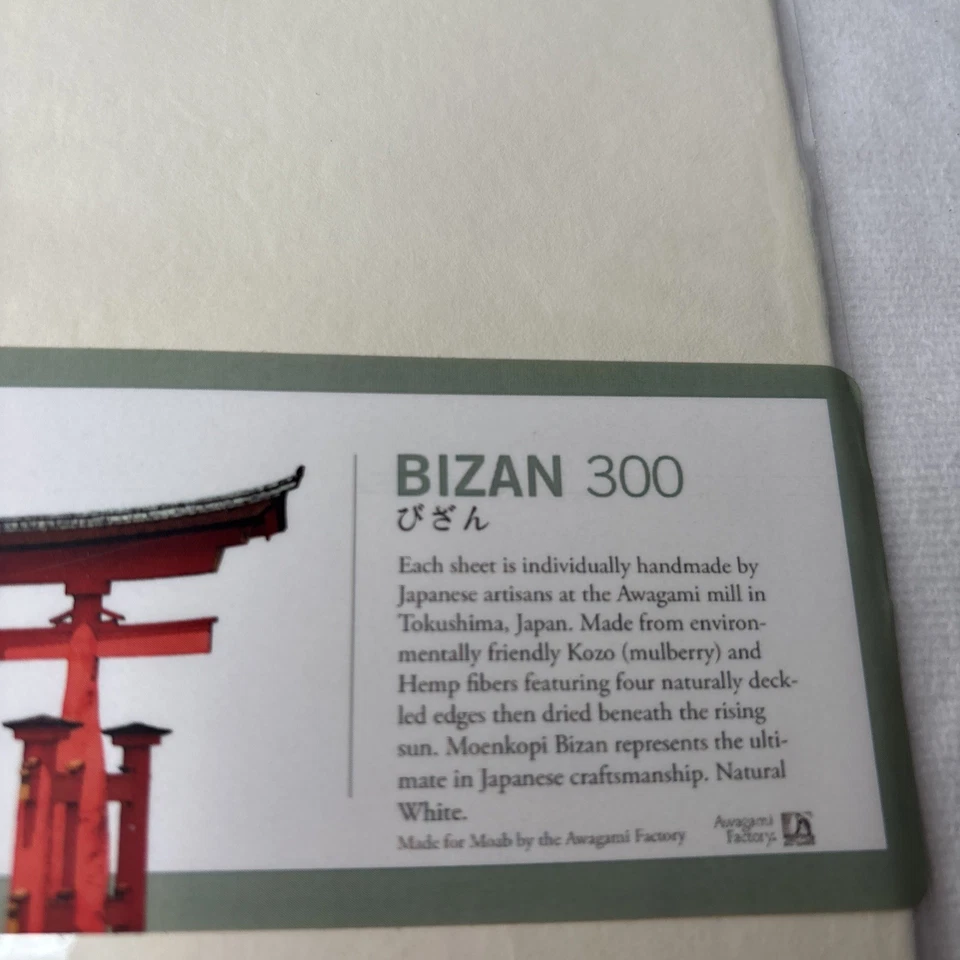 BIZAN 300
びざん
Each sheet is individually handmade by
Japanese artisans at the Awagami mill in
Tokushima, Japan. Made from environ-
mentally friendly Kozo (mulberry) and
Hemp fibers featuring four naturally deck-
led edges then dried beneath the rising
sun. Moenkopi Bizan represents the ulti-
mate in Japanese craftsmanship. Natural
White.
Made for Moab by the Awagami Factory
Awagami
Factory.